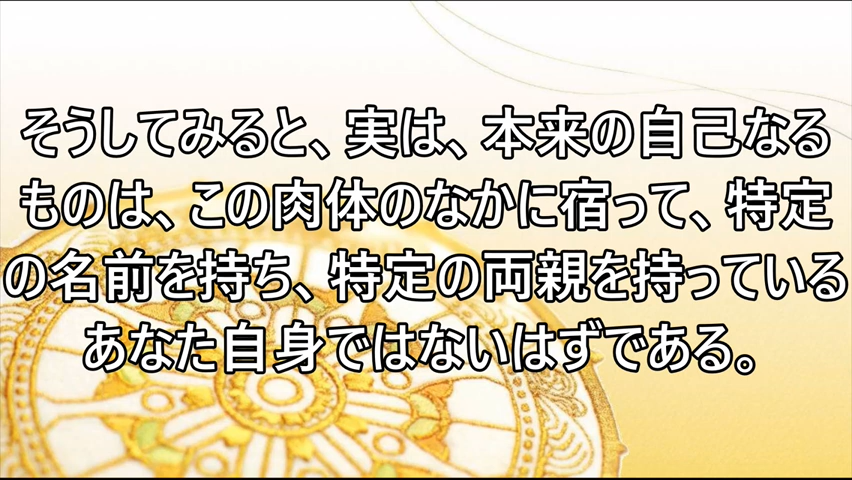 そうしてみると、実は、本来の自己なる
ものは、この肉体のなかに宿って、特定
の名前を持ち、特定の両親を持っている
あなた自身ではないはずである。